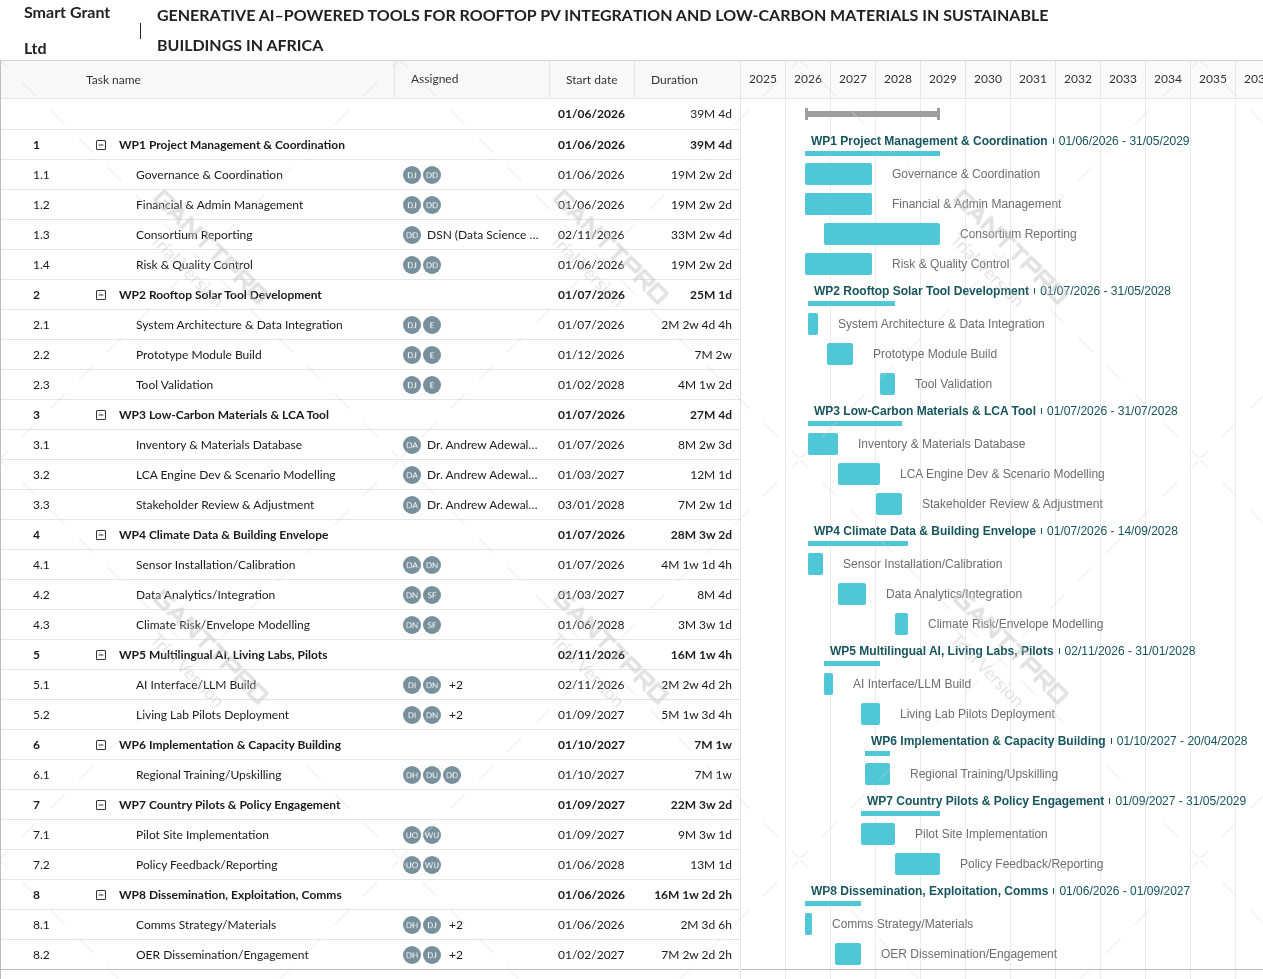 Smart Grant Ltd
GENERATIVE AI–POWERED TOOLS FOR ROOFTOP PV INTEGRATION AND LOW-CARBON MATERIALS IN SUSTAINABLE
BUILDINGS IN AFRICA
Task name Assigned Start date Duration 2025 2026 2027 2028 2029 2030 2031 2032 2033 2034 2035 203
01/06/2026 39M 4d
1 WP1 Project Management & Coordination 01/06/2026 39M 4d WP1 Project Management & Coordination 01/06/2026 - 31/05/2029
1.1 Governance & Coordination DJ DD 01/06/2026 19M 2w 2d Governance & Coordination
1.2 Financial & Admin Management DJ DD 01/06/2026 19M 2w 2d Financial & Admin Management
1.3 Consortium Reporting DD DSN (Data Science ... 02/11/2026 33M 2w 4d Consortium Reporting
1.4 Risk & Quality Control DJ DD 01/06/2026 19M 2w 2d Risk & Quality Control
2 WP2 Rooftop Solar Tool Development 01/07/2026 25M 1d WP2 Rooftop Solar Tool Development 01/07/2026 - 31/05/2028
2.1 System Architecture & Data Integration DJ E 01/07/2026 2M 2w 4d 4h System Architecture & Data Integration
2.2 Prototype Module Build DJ E 01/12/2026 7M 2w Prototype Module Build
2.3 Tool Validation DJ E 01/02/2028 4M 1w 2d Tool Validation
3 WP3 Low-Carbon Materials & LCA Tool 01/07/2026 27M 4d WP3 Low-Carbon Materials & LCA Tool 01/07/2026 - 31/07/2028
3.1 Inventory & Materials Database DA Dr. Andrew Adewal... 01/07/2026 8M 2w 3d Inventory & Materials Database
3.2 LCA Engine Dev & Scenario Modelling DA Dr. Andrew Adewal... 01/03/2027 12M 1d LCA Engine Dev & Scenario Modelling
3.3 Stakeholder Review & Adjustment DA Dr. Andrew Adewal... 03/01/2028 7M 2w 1d Stakeholder Review & Adjustment
4 WP4 Climate Data & Building Envelope 01/07/2026 28M 3w 2d WP4 Climate Data & Building Envelope 01/07/2026 - 14/09/2028
4.1 Sensor Installation/Calibration DA DN 01/07/2026 4M 1w 1d 4h Sensor Installation/Calibration
4.2 Data Analytics/Integration DN SF 01/03/2027 8M 4d Data Analytics/Integration
4.3 Climate Risk/Envelope Modelling DN SF 01/06/2028 3M 3w 1d Climate Risk/Envelope Modelling
5 WP5 Multilingual AI, Living Labs, Pilots 02/11/2026 16M 1w 4h WP5 Multilingual AI, Living Labs, Pilots 02/11/2026 - 31/01/2028
5.1 AI Interface/LLM Build DI DN +2 02/11/2026 2M 2w 4d 2h AI Interface/LLM Build
5.2 Living Lab Pilots Deployment DI DN +2 01/09/2027 5M 1w 3d 4h Living Lab Pilots Deployment
6 WP6 Implementation & Capacity Building 01/10/2027 7M 1w WP6 Implementation & Capacity Building 01/10/2027 - 20/04/2028
6.1 Regional Training/Upskilling DH DU DD 01/10/2027 7M 1w Regional Training/Upskilling
7 WP7 Country Pilots & Policy Engagement 01/09/2027 22M 3w 2d WP7 Country Pilots & Policy Engagement 01/09/2027 - 31/05/2029
7.1 Pilot Site Implementation UO WU 01/09/2027 9M 3w 1d Pilot Site Implementation
7.2 Policy Feedback/Reporting UO WU 01/06/2028 13M 1d Policy Feedback/Reporting
8 WP8 Dissemination, Exploitation, Comms 01/06/2026 16M 1w 2d 2h WP8 Dissemination, Exploitation, Comms 01/06/2026 - 01/09/2027
8.1 Comms Strategy/Materials DH DJ +2 01/06/2026 2M 3d 6h Comms Strategy/Materials
8.2 OER Dissemination/Engagement DH DJ +2 01/02/2027 7M 2w 2d 2h OER Dissemination/Engagement
GANTTPRO
Trial version
GANTTPRO
Trial version
GANTTPRO
Trial version
GANTTPRO
Trial version
GANTTPRO
Trial version
GANTTPRO
Trial version